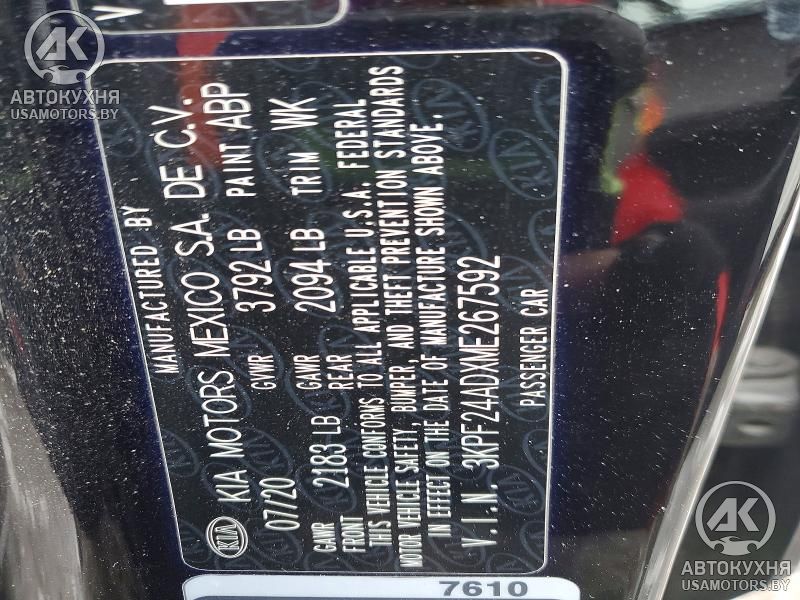 MANUFACTURED BY
KIA KIA MOTORS MEXICO S.A. DE C.V.
07/20 GVWR 3792 LB PAINT ABP
GAWR FRONT 2183 LB GAWR REAR 2094 LB TRIM WK
THIS VEHICLE CONFORMS TO ALL APPLICABLE U.S.A. FEDERAL
MOTOR VEHICLE SAFETY, BUMPER, AND THEFT PREVENTION STANDARDS
IN EFFECT ON THE DATE OF MANUFACTURE SHOWN ABOVE.
V.I.N. 3KPF24ADXME267592
PASSENGER CAR
7610
V
АК
АВТОКУХНЯ
USAMOTORS.BY
АК
АВТОКУХНЯ
USAMOTORS.BY